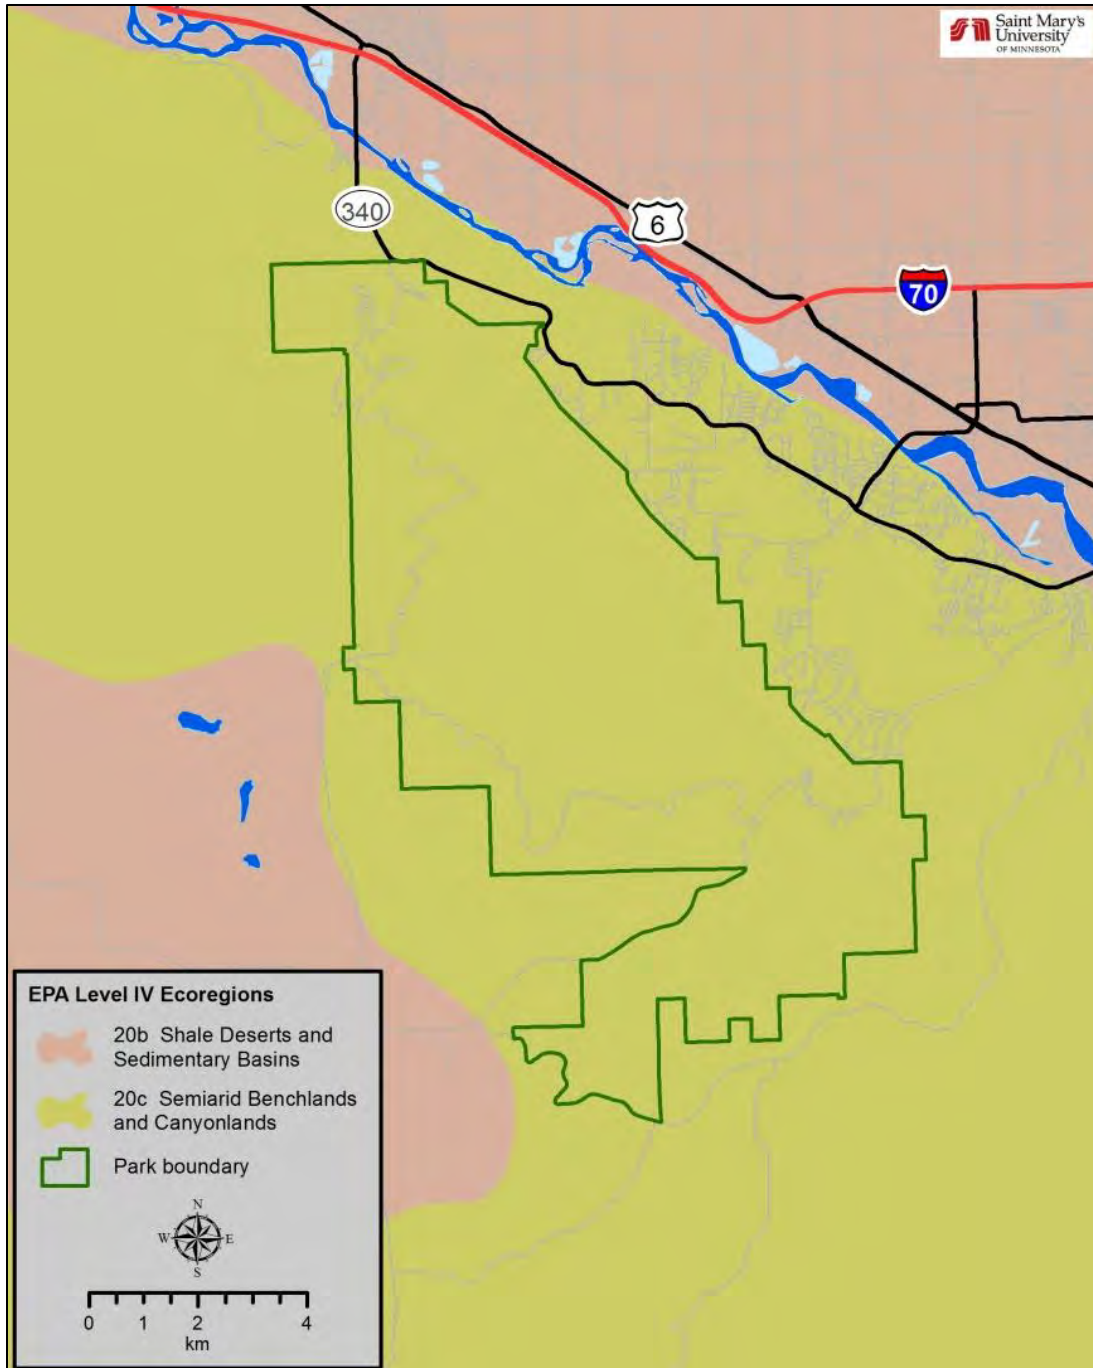 Saint Mary's
University
OF MINNESOTA
340
6
70
EPA Level IV Ecoregions
20b Shale Deserts and
Sedimentary Basins
20c Semiarid Benchlands
and Canyonlands
Park boundary
N
W E
S
0 1 2 4
km